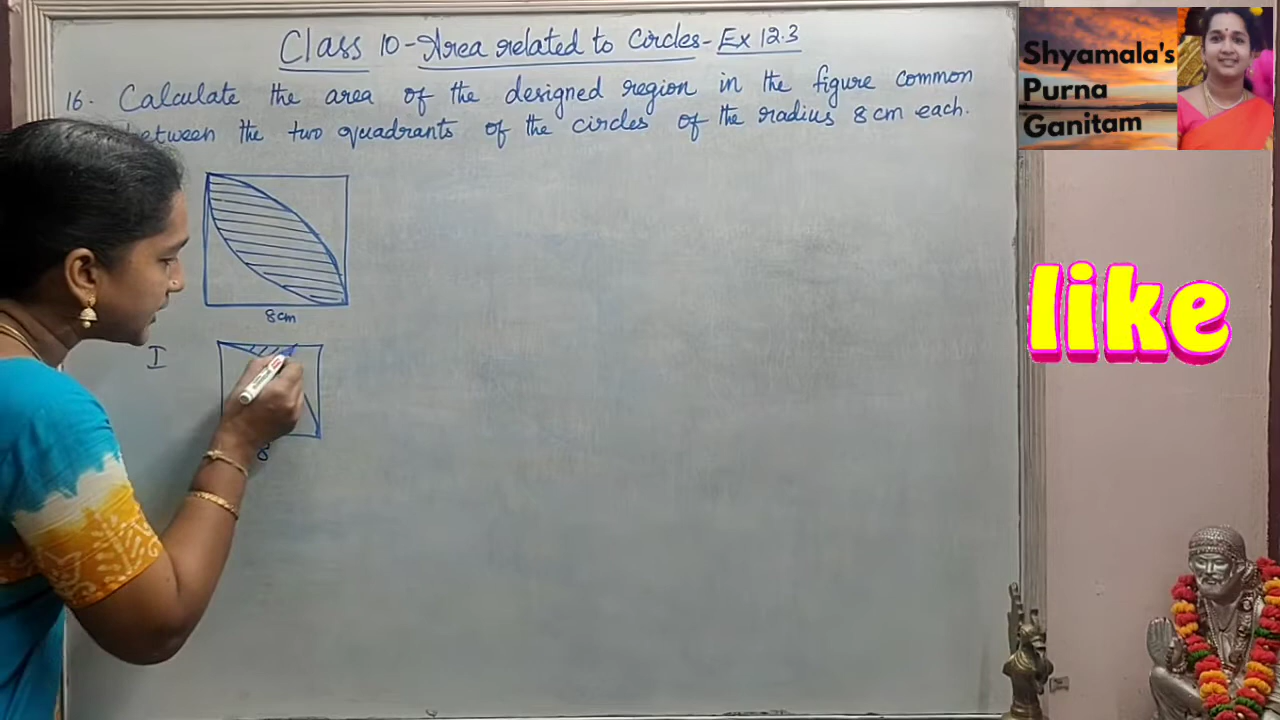 Class 10 - Area related to Circles - Ex 12.3
16. Calculate the area of the designed region in the figure common
between the two quadrants of the circles of the radius 8 cm each.
8cm
I
8
Shyamala's
Purna
Ganitam
like